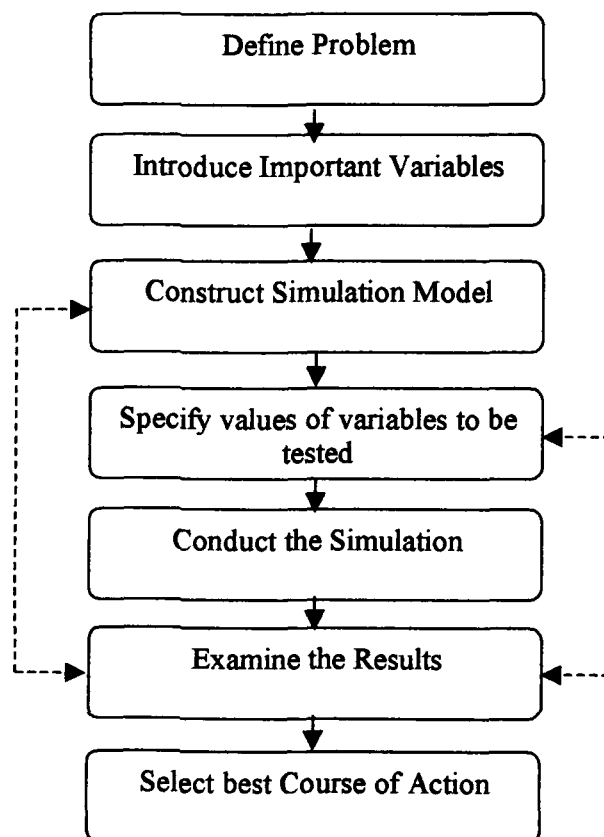 Define Problem
Introduce Important Variables
Construct Simulation Model
Specify values of variables to be
tested
Conduct the Simulation
Examine the Results
Select best Course of Action